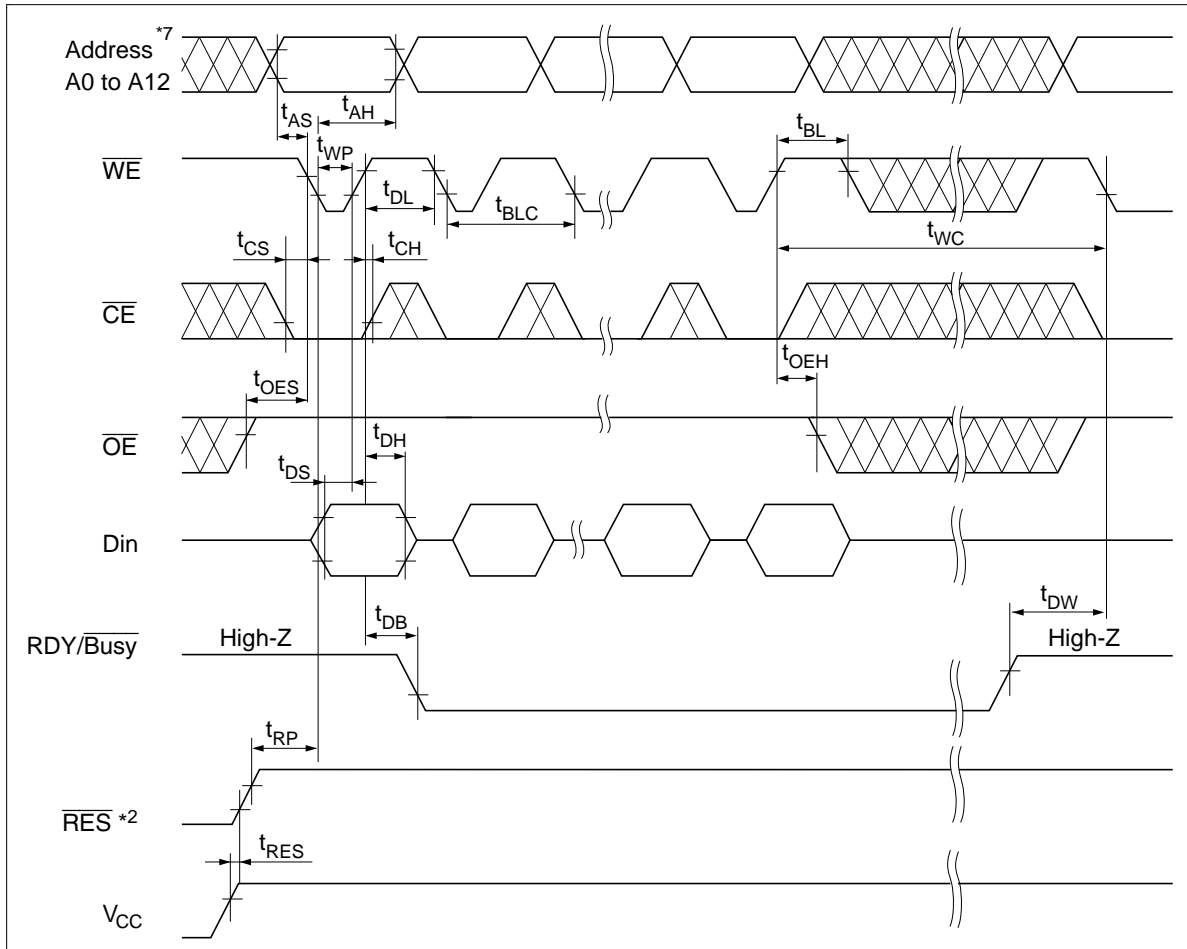 Address *7
A0 to A12
tAS
tAH
tBL
WE
tWP
tDL
tBLC
tWC
tCS
tCH
CE
tOES
tOEH
OE
tDH
tDS
Din
tDB
tDW
RDY/Busy
High-Z
High-Z
tRP
RES *2
tRES
VCC